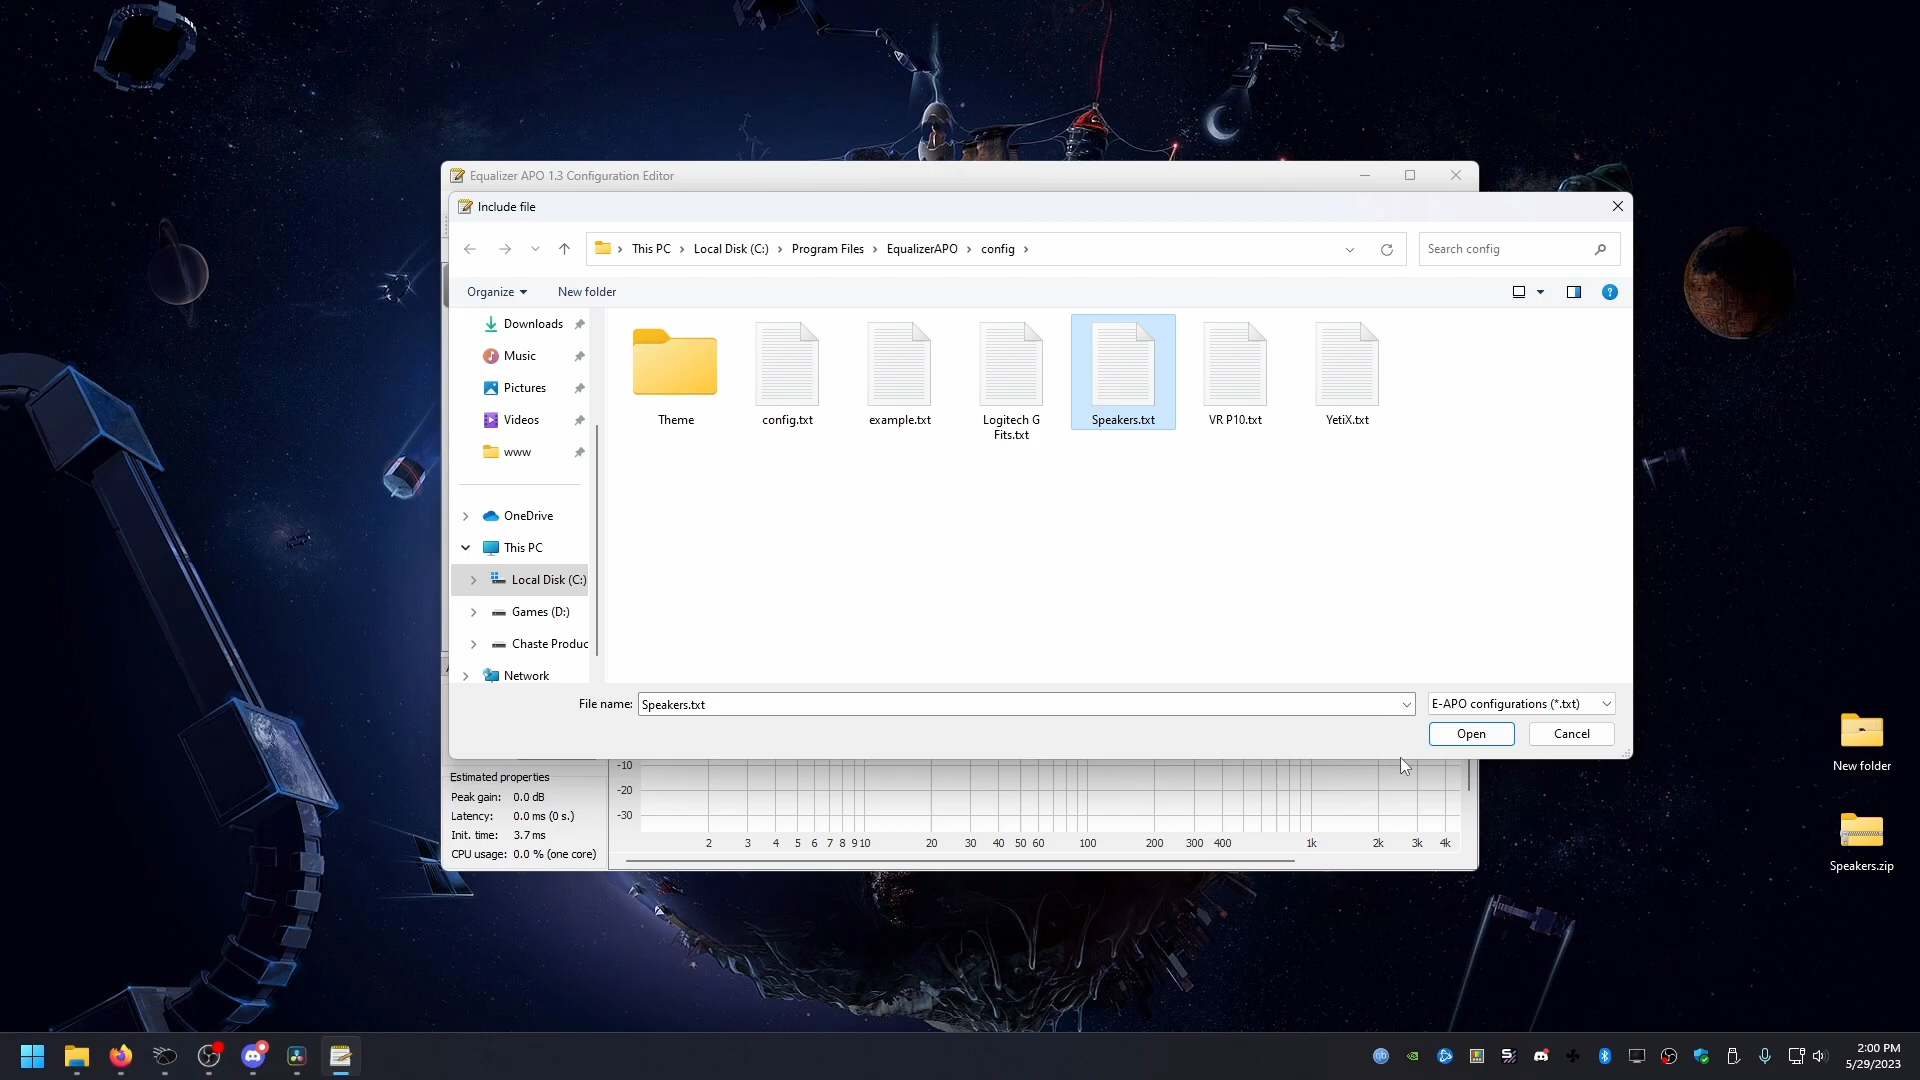 Equalizer APO 1.3 Configuration Editor
Include file
This PC
Local Disk (C:)
Program Files
EqualizerAPO
config
Search config
Organize
New folder
Downloads
Music
Pictures
Videos
www
OneDrive
This PC
Local Disk (C:)
Games (D:)
Chaste Produc
Network
Theme
config.txt
example.txt
Logitech G
Fits.txt
Speakers.txt
VR P10.txt
YetiX.txt
File name: Speakers.txt
E-APO configurations (*.txt)
Open
Cancel
Estimated properties
Peak gain: 0.0 dB
Latency: 0.0 ms (0 s.)
Init. time: 3.7 ms
CPU usage: 0.0 % (one core)
-10
-20
-30
2 3 4 5 6 7 8 9 10 20 30 40 50 60 100 200 300 400 1k 2k 3k 4k
New folder
Speakers.zip
2:00 PM
5/29/2023